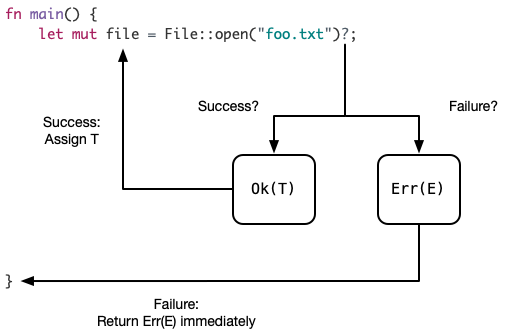 fn main() {
let mut file = File::open("foo.txt")?;
Success?
Failure?
Success:
Assign T
Ok(T)
Err(E)
}
Failure:
Return Err(E) immediately